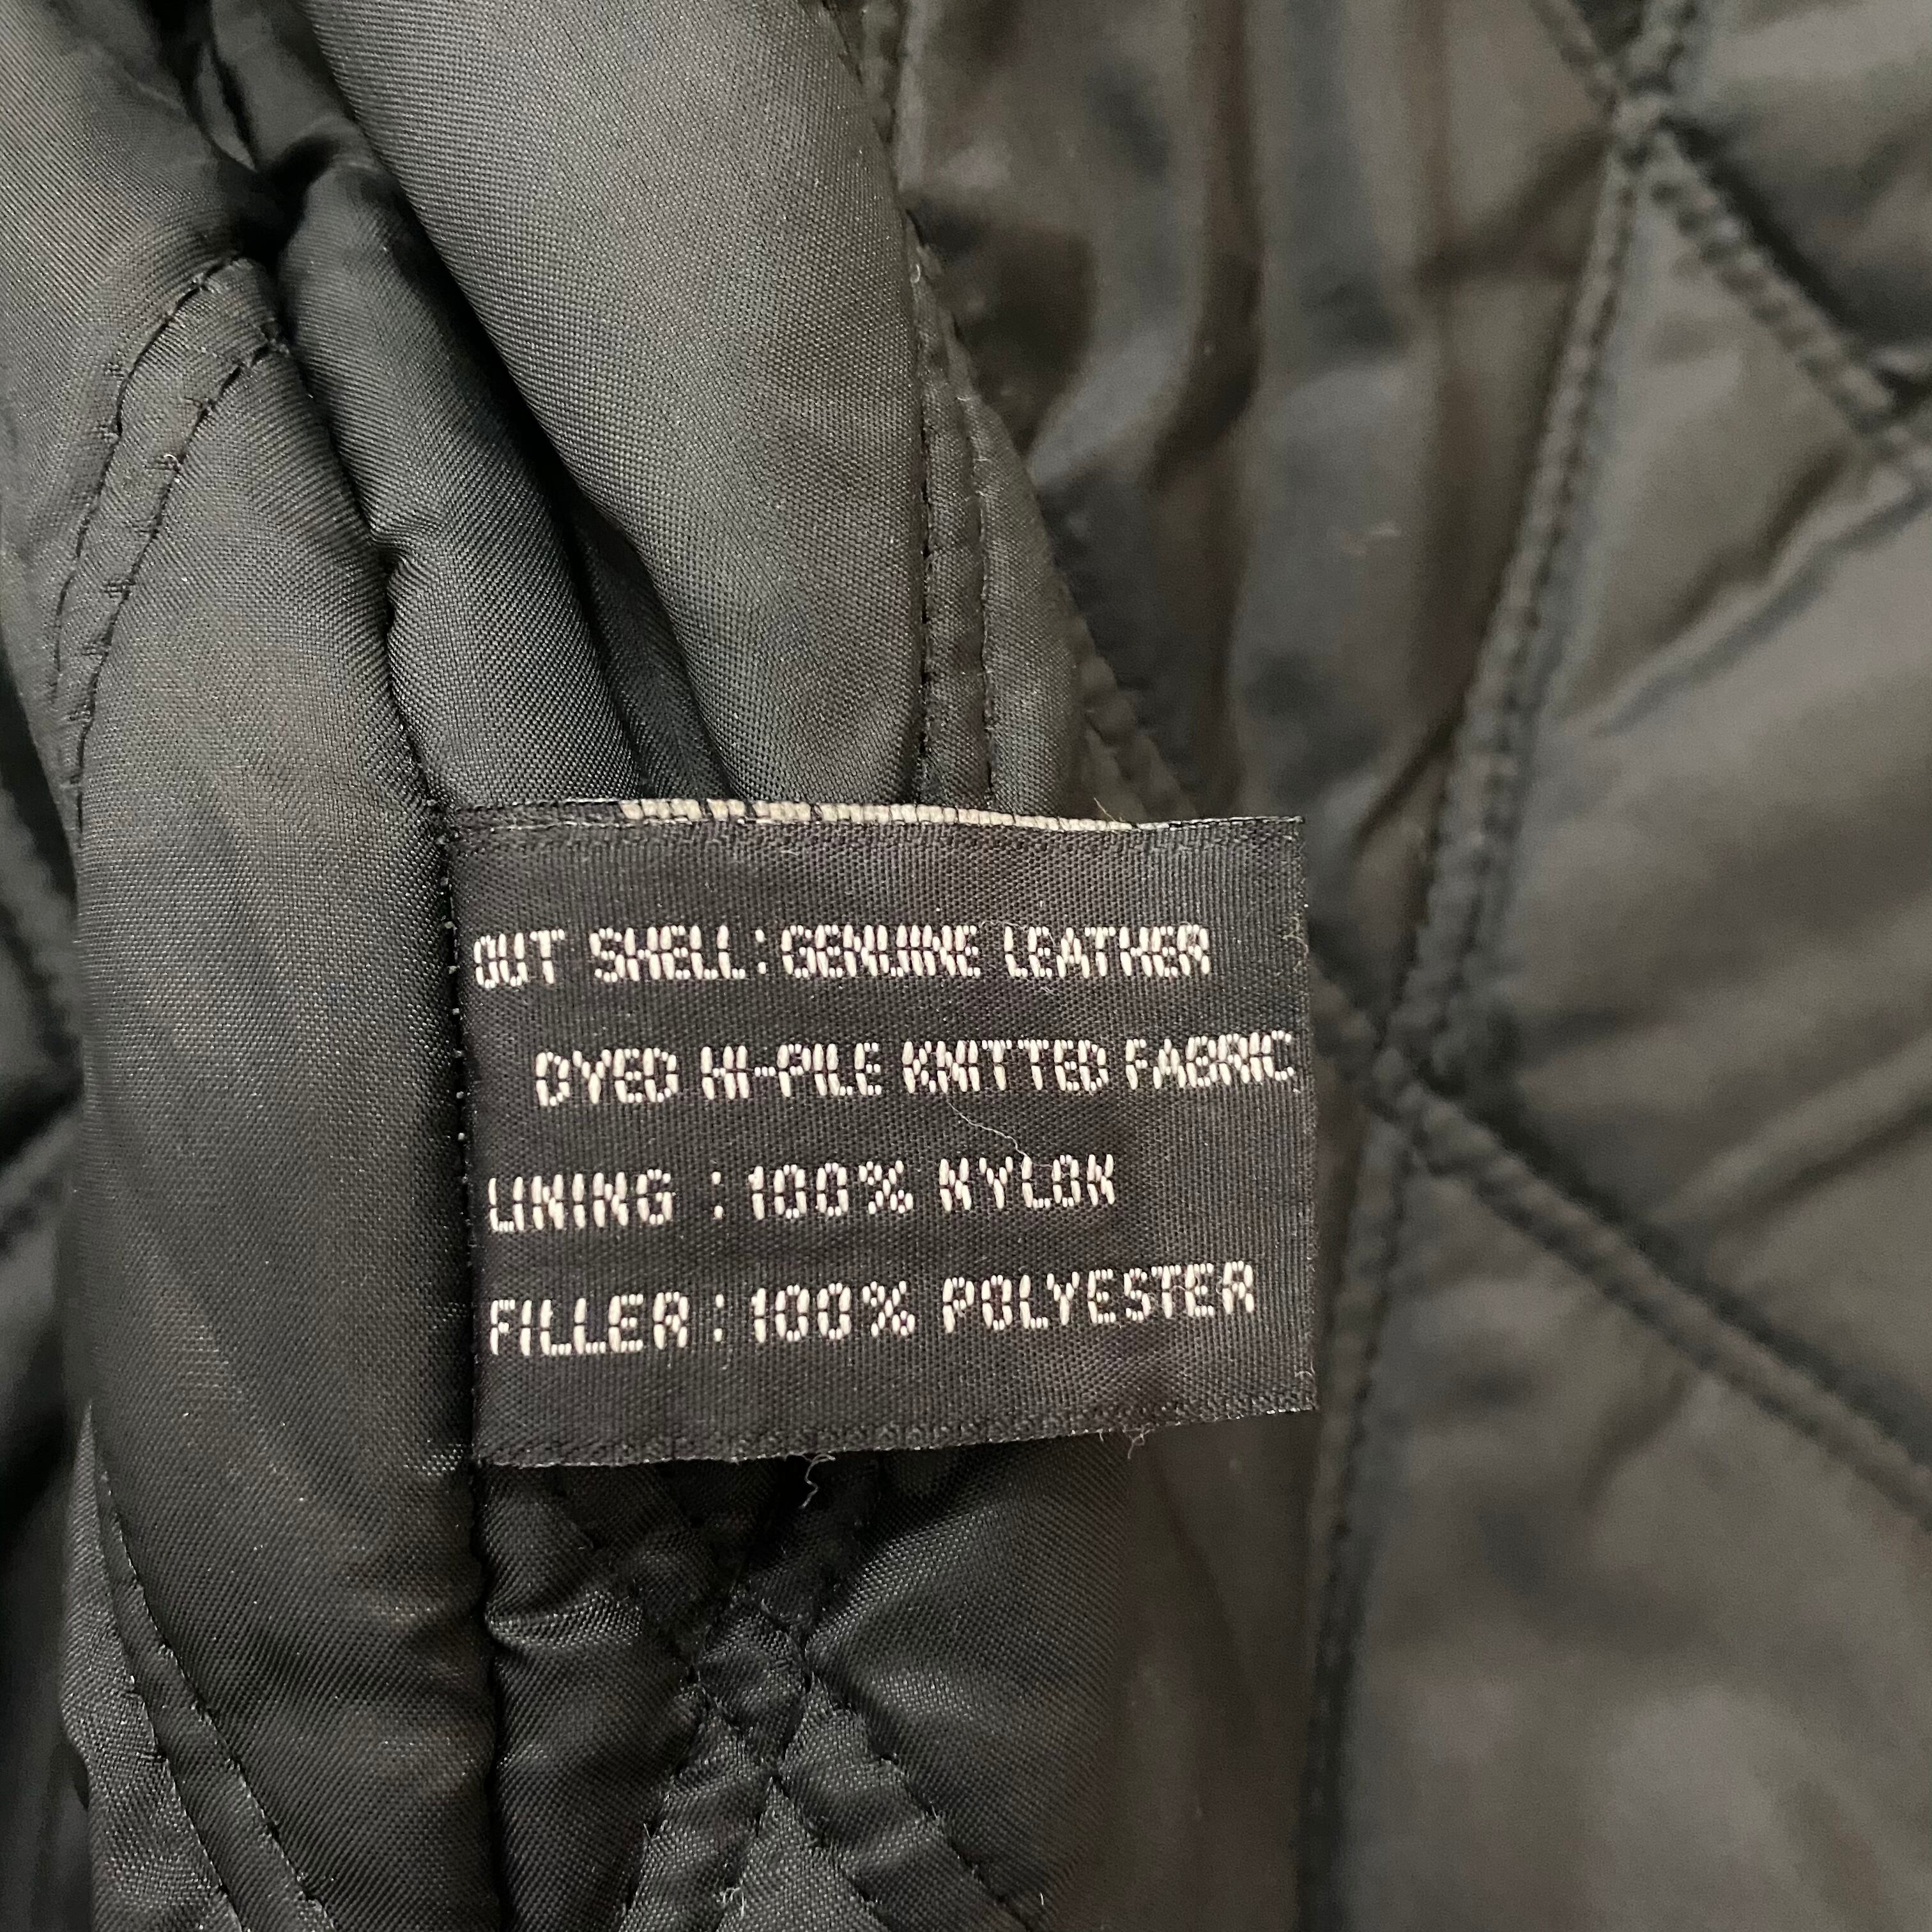 OUT SHELL:GENUINE LEATHER
DYED HI-PILE KNITTED FABRIC
LINING :100% NYLON
FILLER:100% POLYESTER